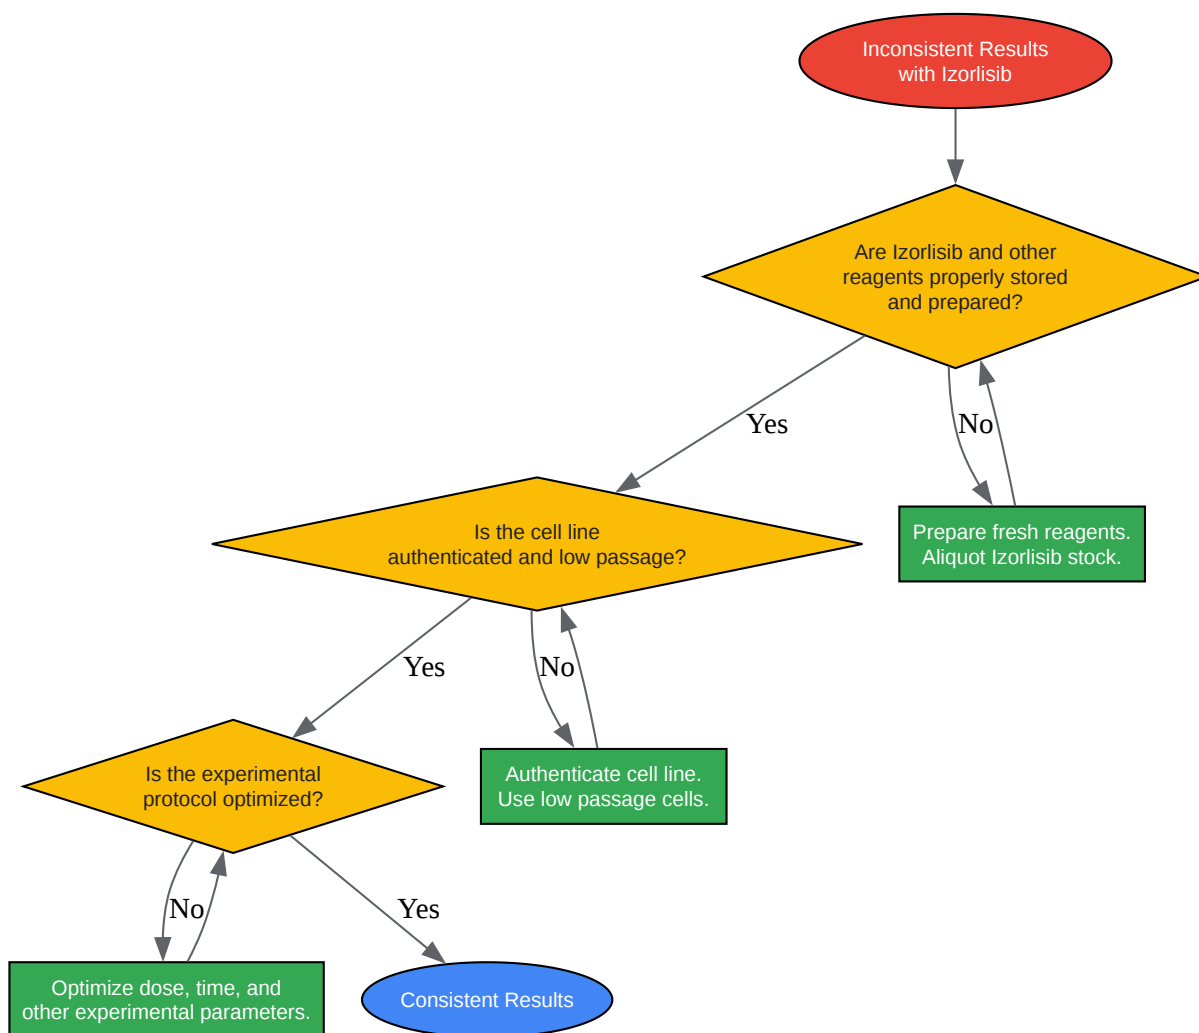 Inconsistent Results
with Izorlisib
Are Izorlisib and other
reagents properly stored
and prepared?
Yes
No
Is the cell line
authenticated and low passage?
Prepare fresh reagents.
Aliquot Izorlisib stock.
Yes
No
Is the experimental
protocol optimized?
Authenticate cell line.
Use low passage cells.
No
Yes
Optimize dose, time, and
other experimental parameters.
Consistent Results